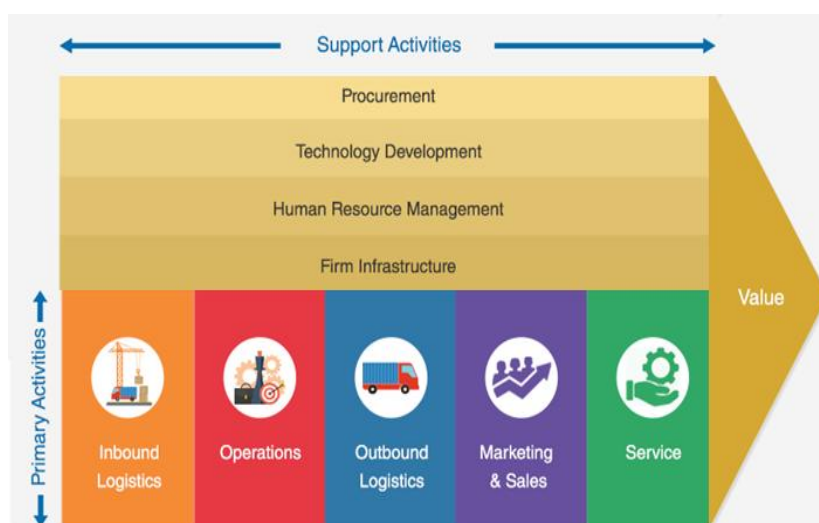 Support Activities
Procurement
Technology Development
Human Resource Management
Firm Infrastructure
Value
Primary Activities
Inbound
Logistics
Operations
Outbound
Logistics
Marketing
& Sales
Service